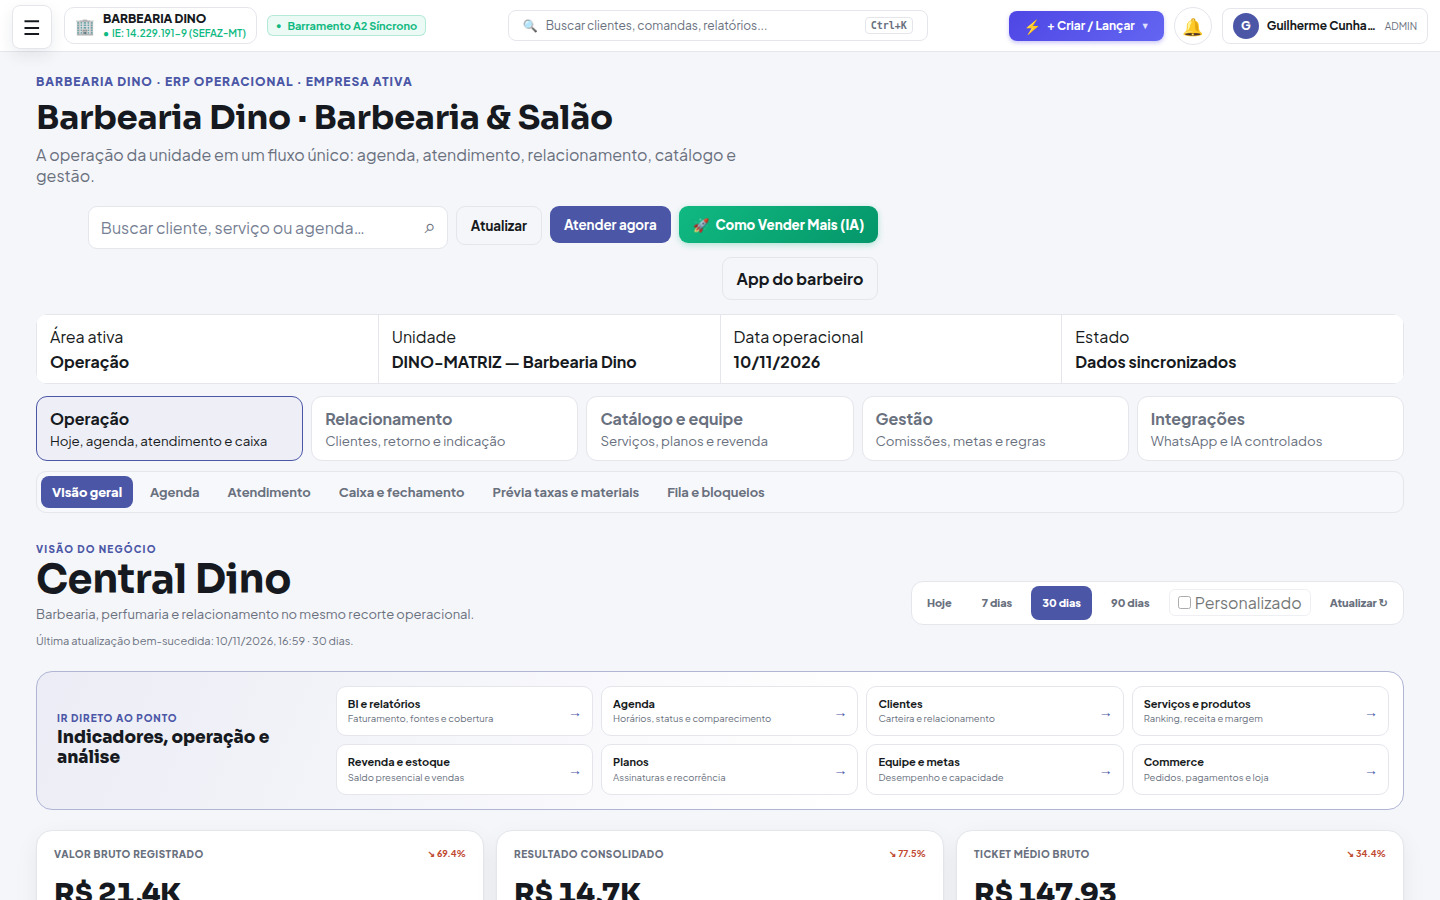 BARBEARIA DINO
● IE: 14.229.191-9 (SEFAZ-MT)
● Barramento A2 Síncrono
Buscar clientes, comandas, relatórios...
Ctrl+K
+ Criar / Lançar ▼
G
Guilherme Cunha...
ADMIN
BARBEARIA DINO · ERP OPERACIONAL · EMPRESA ATIVA
Barbearia Dino · Barbearia & Salão
A operação da unidade em um fluxo único: agenda, atendimento, relacionamento, catálogo e
gestão.
Buscar cliente, serviço ou agenda...
Atualizar
Atender agora
Como Vender Mais (IA)
App do barbeiro
Área ativa
Operação
Unidade
DINO-MATRIZ — Barbearia Dino
Data operacional
10/11/2026
Estado
Dados sincronizados
Operação
Hoje, agenda, atendimento e caixa
Relacionamento
Clientes, retorno e indicação
Catálogo e equipe
Serviços, planos e revenda
Gestão
Comissões, metas e regras
Integrações
WhatsApp e IA controlados
Visão geral
Agenda
Atendimento
Caixa e fechamento
Prévia taxas e materiais
Fila e bloqueios
VISÃO DO NEGÓCIO
Central Dino
Barbearia, perfumaria e relacionamento no mesmo recorte operacional.
Última atualização bem-sucedida: 10/11/2026, 16:59 · 30 dias.
Hoje
7 dias
30 dias
90 dias
Personalizado
Atualizar ↻
IR DIRETO AO PONTO
Indicadores, operação e
análise
BI e relatórios
Faturamento, fontes e cobertura
→
Agenda
Horários, status e comparecimento
→
Clientes
Carteira e relacionamento
→
Serviços e produtos
Ranking, receita e margem
→
Revenda e estoque
Saldo presencial e vendas
→
Planos
Assinaturas e recorrência
→
Equipe e metas
Desempenho e capacidade
→
Commerce
Pedidos, pagamentos e loja
→
VALOR BRUTO REGISTRADO
↘ 69.4%
R$ 21.4K
RESULTADO CONSOLIDADO
↘ 77.5%
R$ 14.7K
TICKET MÉDIO BRUTO
↘ 34.4%
R$ 147.93